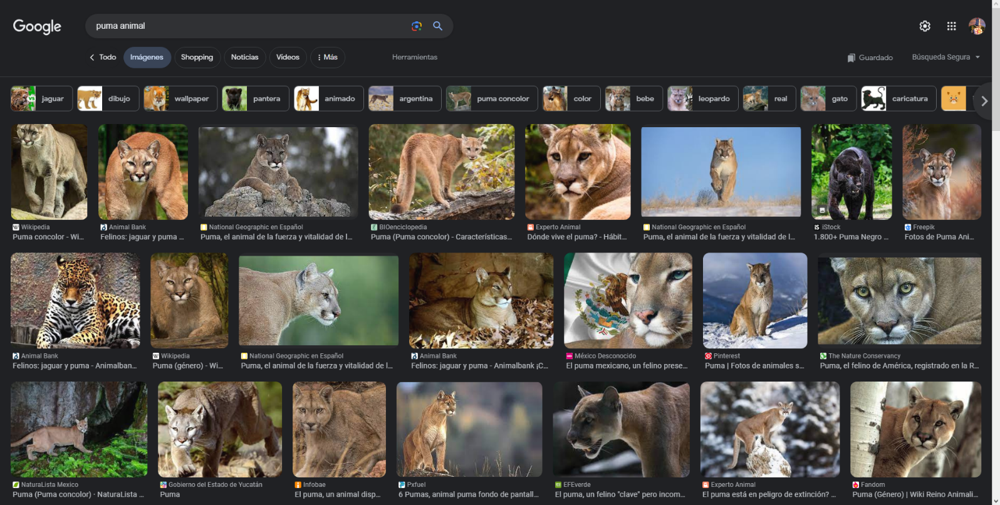 Google
puma animal
Todo
Imágenes
Shopping
Noticias
Vídeos
Más
Herramientas
Guardado
Búsqueda Segura
VS
jaguar
dibujo
wallpaper
pantera
animado
argentina
puma concolor
color
bebe
leopardo
real
gato
caricatura
Wikipedia
Puma concolor - Wi...
Animal Bank
Felinos: jaguar y puma ...
National Geographic en Español
Puma, el animal de la fuerza y vitalidad de l...
BIOenciclopedia
Puma (Puma concolor) - Características...
Experto Animal
Dónde vive el puma? - Hábit...
National Geographic en Español
Puma, el animal de la fuerza y vitalidad de l...
iS iStock
1.800+ Puma Negro ...
Freepik
Fotos de Puma Ani...
Animal Bank
Felinos: jaguar y puma - Animalban...
W Wikipedia
Puma (género) - Wi...
National Geographic en Español
Puma, el animal de la fuerza y vitalidad de l...
Animal Bank
Felinos: jaguar y puma - Animalbank ¡C...
México Desconocido
El puma mexicano, un felino prese...
Pinterest
Puma | Fotos de animales s...
The Nature Conservancy
Puma, el felino de América, registrado en la R...
NaturaLista Mexico
Puma (Puma concolor) · NaturaLista ...
Gobierno del Estado de Yucatán
Puma
Infobae
El puma, un animal disp...
Pxfuel
6 Pumas, animal puma fondo de pantall...
EFEverde
El puma, un felino "clave" pero incom...
Experto Animal
El puma está en peligro de extinción? ...
Fandom
Puma (Género) | Wiki Reino Animali...